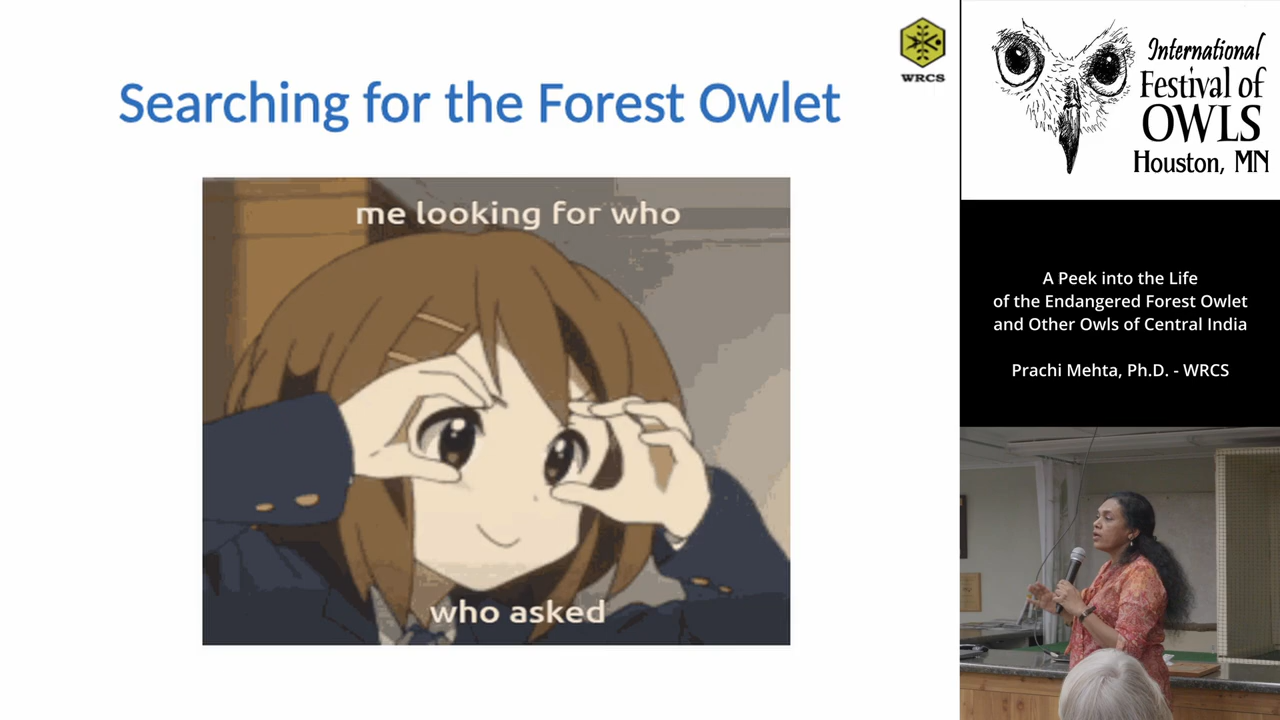 Searching for the Forest Owlet
WRCS
me looking for who
who asked
International
Festival of
OWLS
Houston, MN
A Peek into the Life
of the Endangered Forest Owlet
and Other Owls of Central India
Prachi Mehta, Ph.D. - WRCS